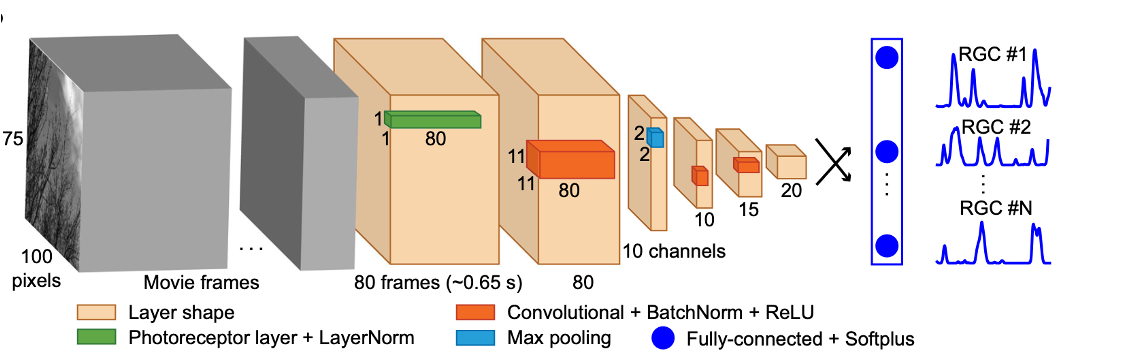 75
100
pixels
Movie frames
...
1
1
80
80 frames (~0.65 s)
11
11
80
80
2
2
10 channels
10
15
20
RGC #1
RGC #2
RGC #N
Layer shape
Photoreceptor layer + LayerNorm
Convolutional + BatchNorm + ReLU
Max pooling
Fully-connected + Softplus